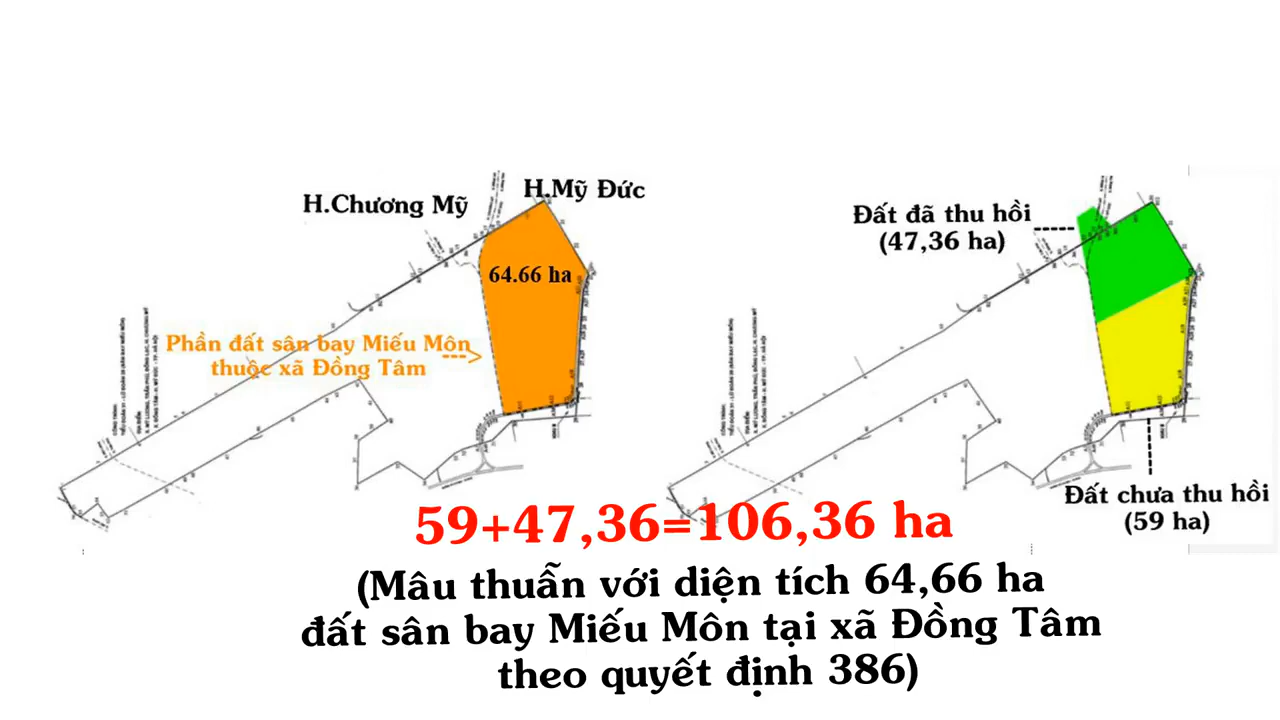 H.Chương Mỹ
H.Mỹ Đức
64.66 ha
Phần đất sân bay Miếu Môn
thuộc xã Đồng Tâm
Đất đã thu hồi
(47,36 ha)
Đất chưa thu hồi
(59 ha)
59+47,36=106,36 ha
(Mâu thuẫn với diện tích 64,66 ha
đất sân bay Miếu Môn tại xã Đồng Tâm
theo quyết định 386)